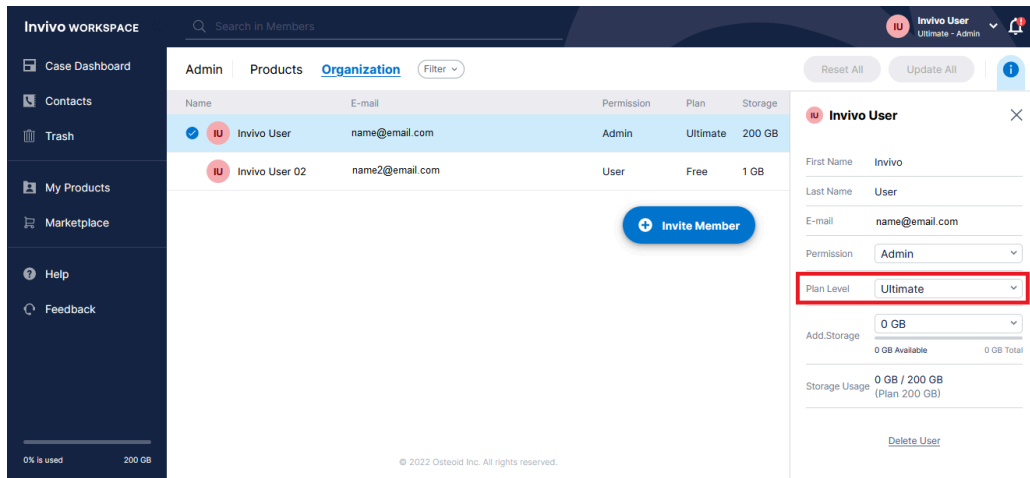 Invivo WORKSPACE
Search in Members
IU
Invivo User
Ultimate - Admin
Case Dashboard
Contacts
Trash
My Products
Marketplace
Help
Feedback
0% is used 200 GB
Admin Products Organization Filter
Reset All Update All
Name E-mail Permission Plan Storage
IU Invivo User name@email.com Admin Ultimate 200 GB
IU Invivo User 02 name2@email.com User Free 1 GB
Invite Member
© 2022 Osteoid Inc. All rights reserved.
IU Invivo User
First Name Invivo
Last Name User
E-mail name@email.com
Permission Admin
Plan Level Ultimate
Add.Storage 0 GB
0 GB Available 0 GB Total
Storage Usage 0 GB / 200 GB
(Plan 200 GB)
Delete User